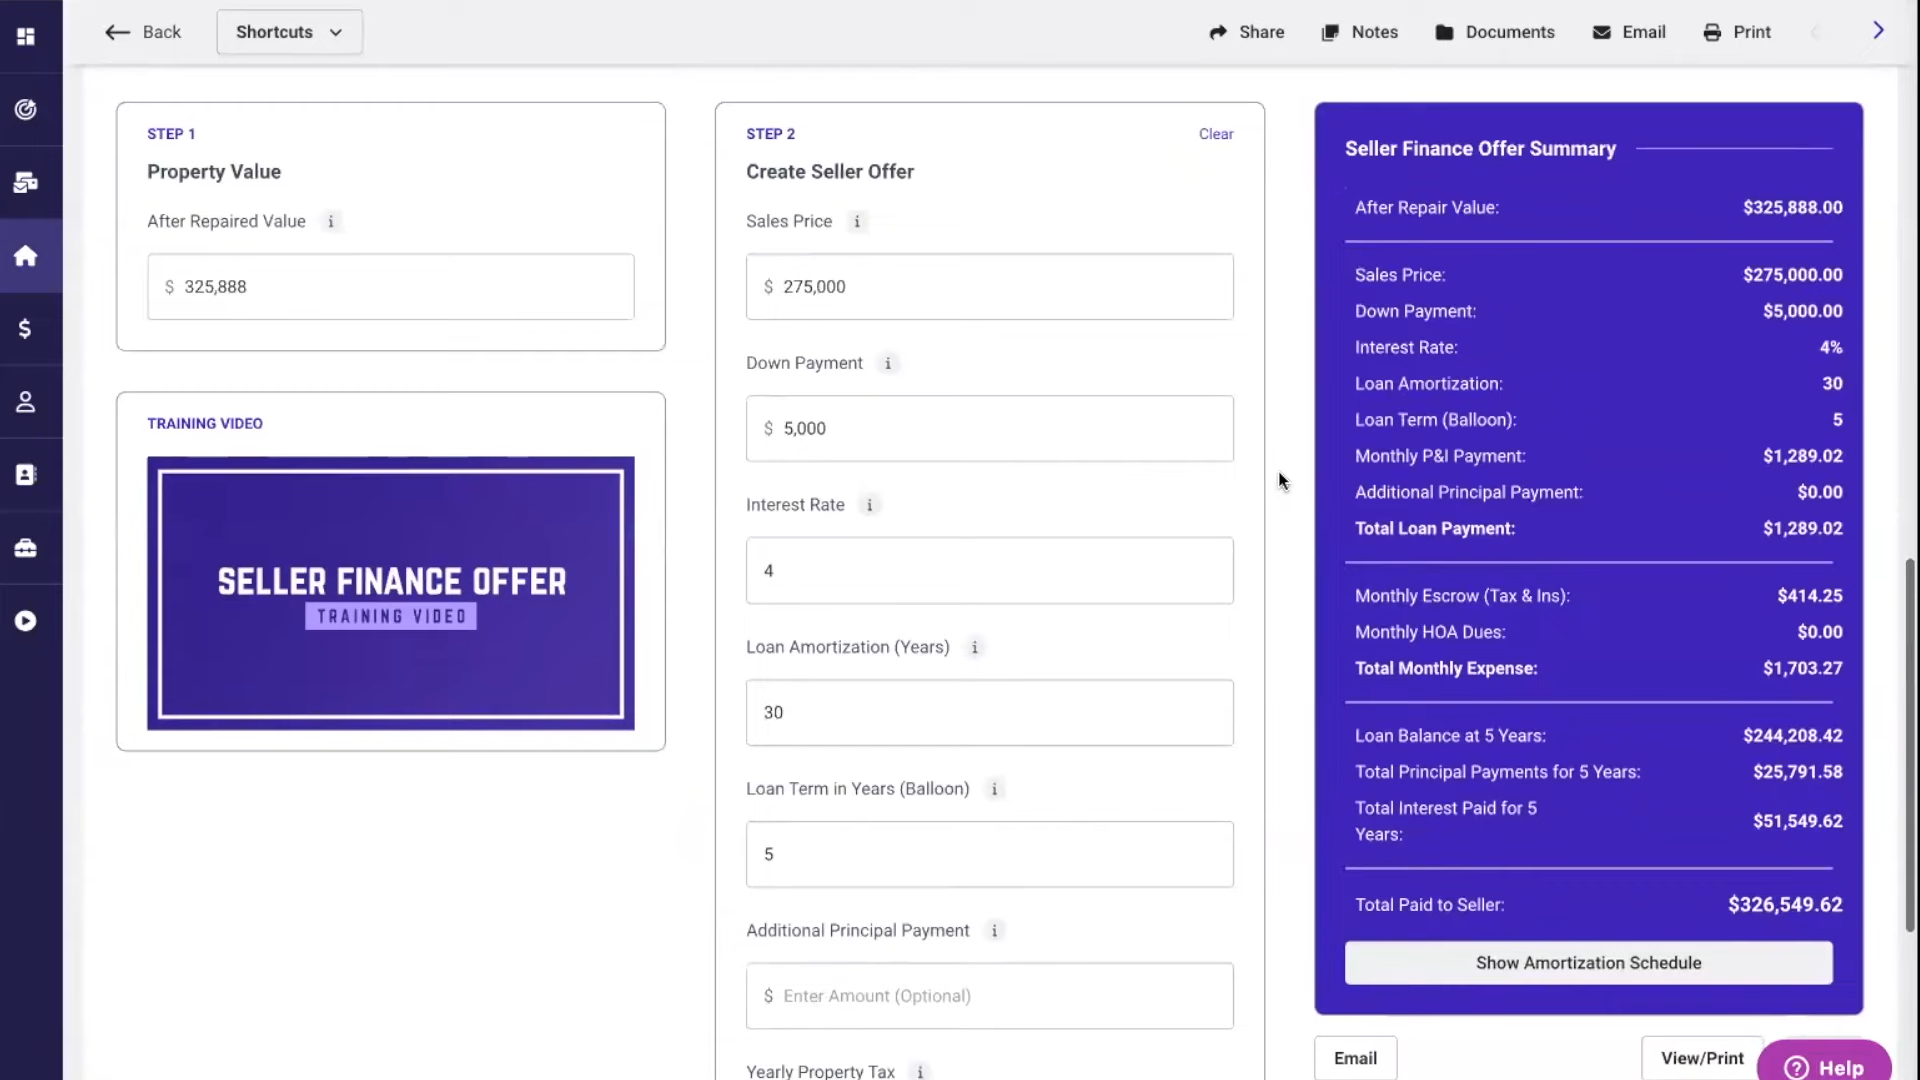 Back
Shortcuts
Share
Notes
Documents
Email
Print
STEP 1
Property Value
After Repaired Value i
$ 325,888
TRAINING VIDEO
SELLER FINANCE OFFER
TRAINING VIDEO
STEP 2
Clear
Create Seller Offer
Sales Price i
$ 275,000
Down Payment i
$ 5,000
Interest Rate i
4
Loan Amortization (Years) i
30
Loan Term in Years (Balloon) i
5
Additional Principal Payment i
$ Enter Amount (Optional)
Yearly Property Tax i
Seller Finance Offer Summary
After Repair Value: $325,888.00
Sales Price: $275,000.00
Down Payment: $5,000.00
Interest Rate: 4%
Loan Amortization: 30
Loan Term (Balloon): 5
Monthly P&I Payment: $1,289.02
Additional Principal Payment: $0.00
Total Loan Payment: $1,289.02
Monthly Escrow (Tax & Ins): $414.25
Monthly HOA Dues: $0.00
Total Monthly Expense: $1,703.27
Loan Balance at 5 Years: $244,208.42
Total Principal Payments for 5 Years: $25,791.58
Total Interest Paid for 5
Years: $51,549.62
Total Paid to Seller: $326,549.62
Show Amortization Schedule
Email
View/Print
? Help